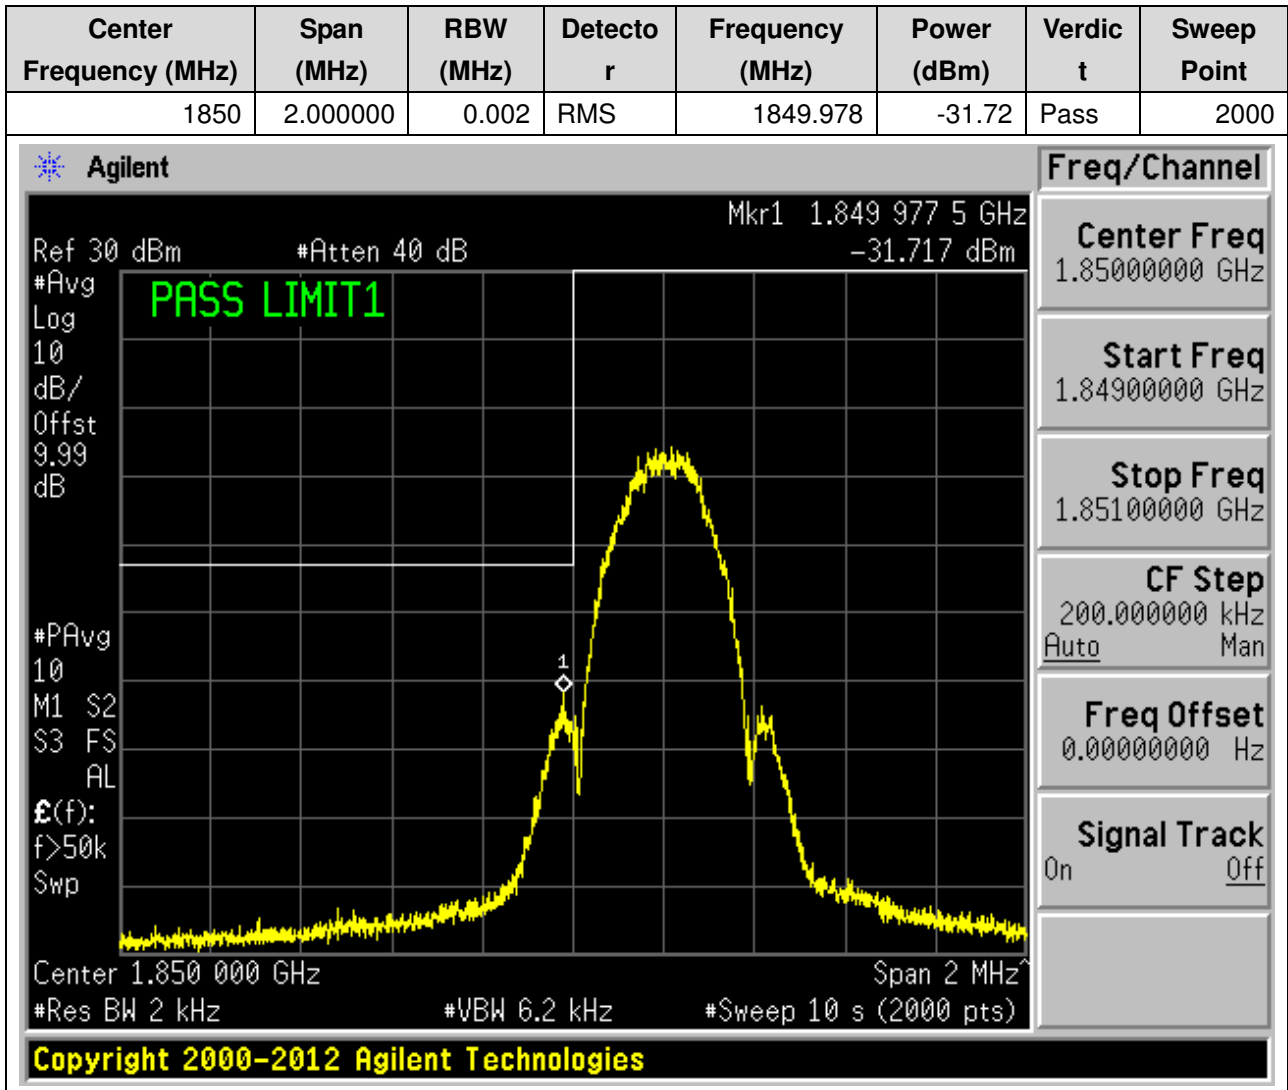 Center Frequency (MHz) Span (MHz) RBW (MHz) Detector Frequency (MHz) Power (dBm) Verdict Sweep Point
1850 2.000000 0.002 RMS 1849.978 -31.72 Pass 2000
Agilent
Freq/Channel
Mkr1 1.849 977 5 GHz
Ref 30 dBm #Atten 40 dB -31.717 dBm
#Avg
Log
10
dB/
Offst
9.99
dB
PASS LIMIT1
#PAvg
10
M1 S2
S3 FS
AL
£(f):
f>50k
Swp
1
Center 1.850 000 GHz Span 2 MHz^
#Res BW 2 kHz #VBW 6.2 kHz #Sweep 10 s (2000 pts)
Center Freq
1.85000000 GHz
Start Freq
1.84900000 GHz
Stop Freq
1.85100000 GHz
CF Step
200.000000 kHz
Auto Man
Freq Offset
0.00000000 Hz
Signal Track
On Off
Copyright 2000-2012 Agilent Technologies